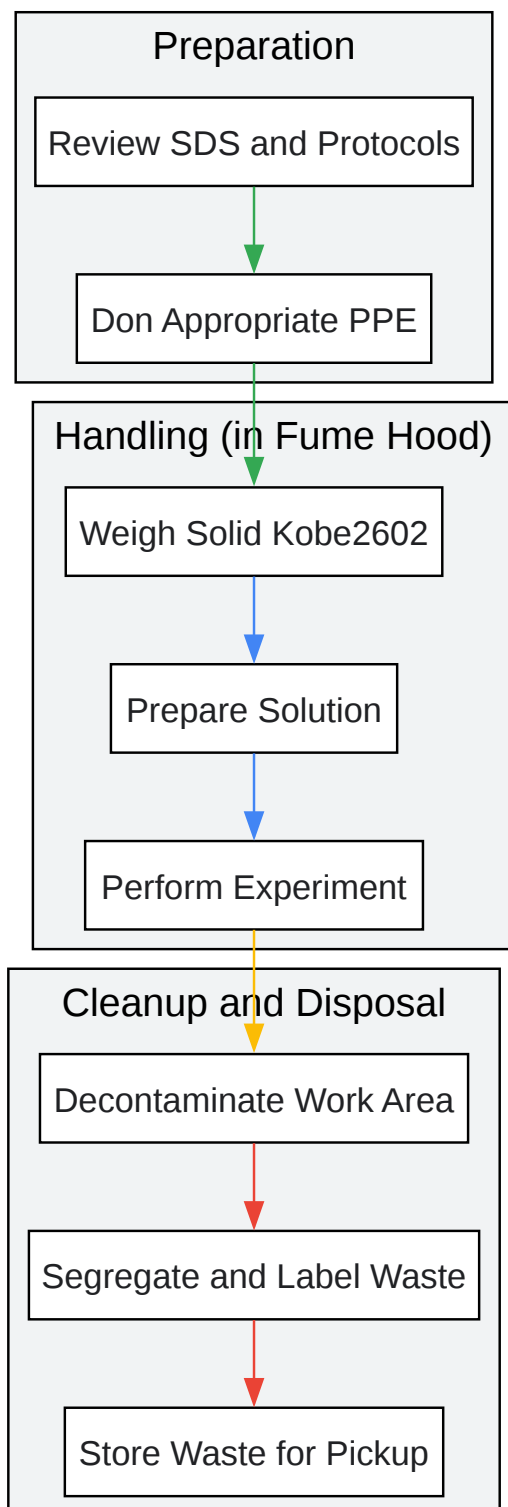 Preparation
Review SDS and Protocols
Don Appropriate PPE
Handling (in Fume Hood)
Weigh Solid Kobe2602
Prepare Solution
Perform Experiment
Cleanup and Disposal
Decontaminate Work Area
Segregate and Label Waste
Store Waste for Pickup